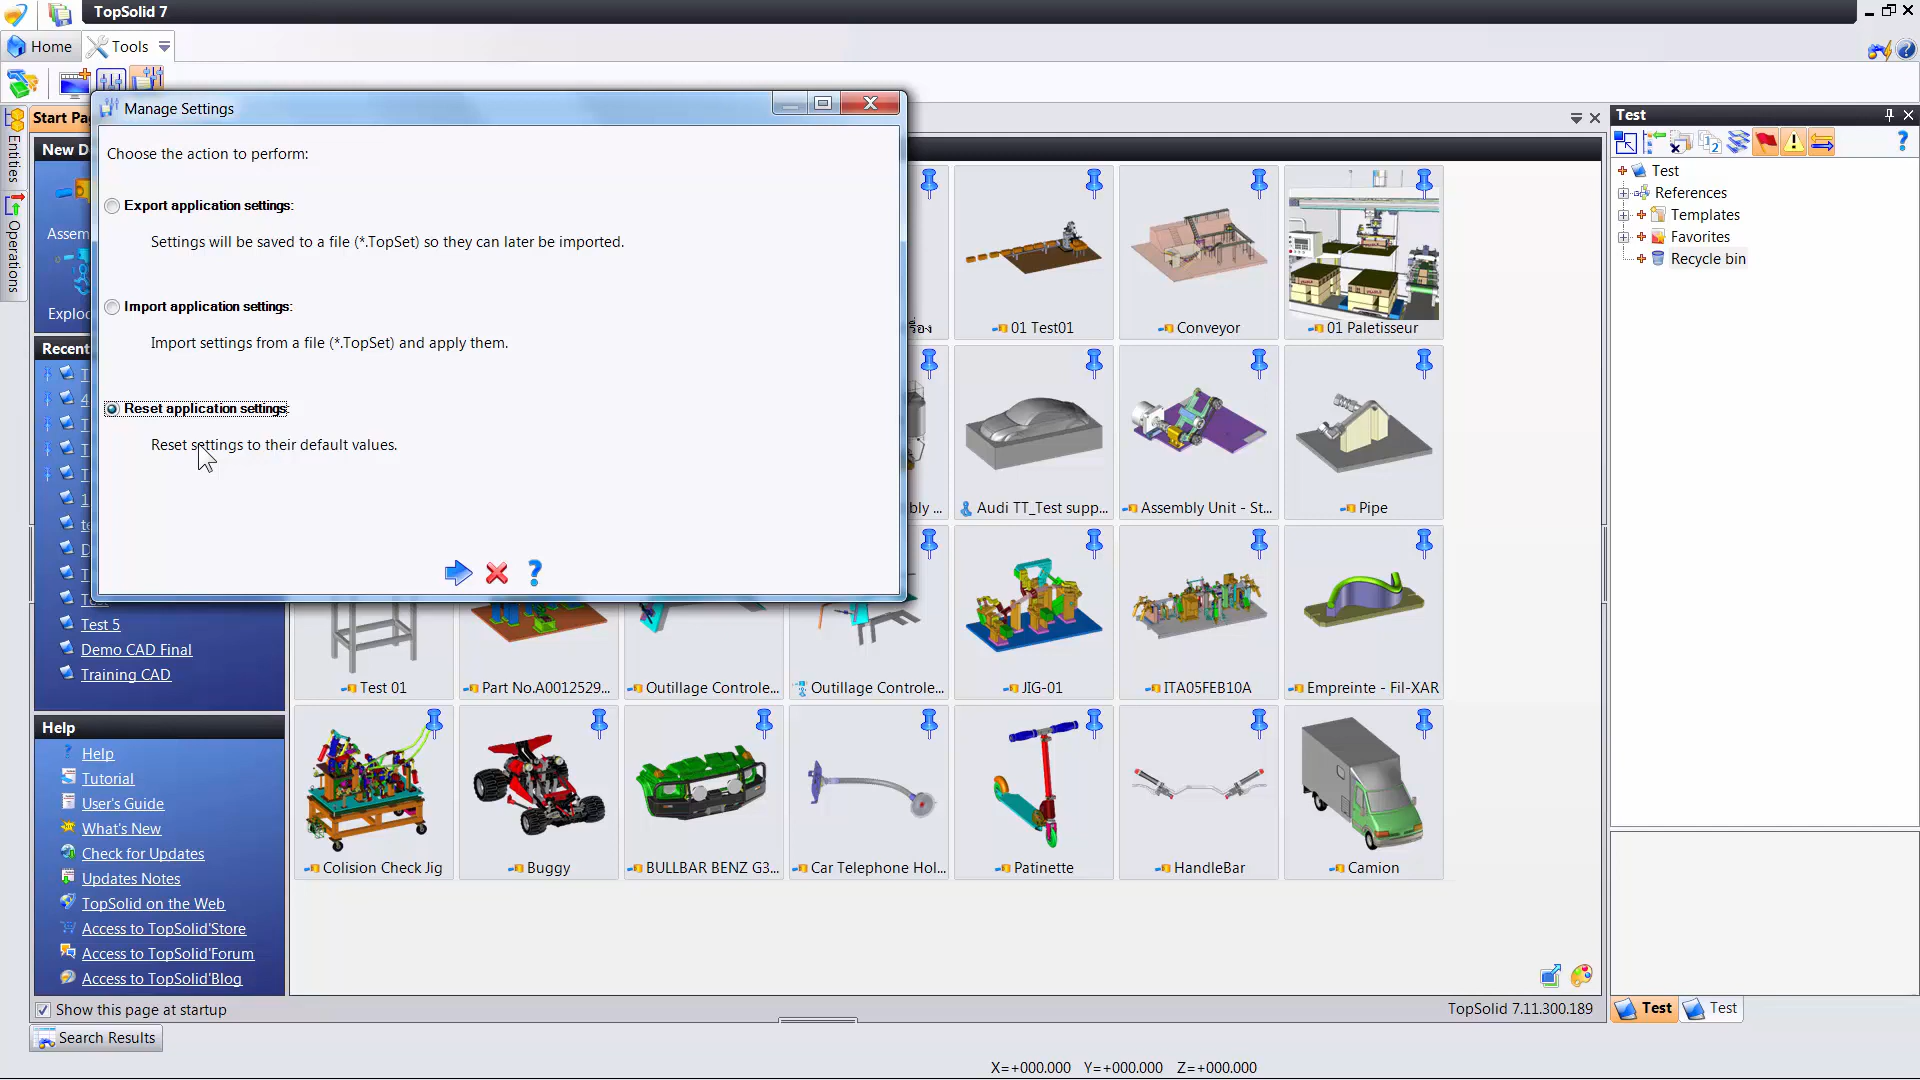 TopSolid 7
Home
Tools
Manage Settings
Choose the action to perform:
Export application settings:
Settings will be saved to a file (*.TopSet) so they can later be imported.
Import application settings:
Import settings from a file (*.TopSet) and apply them.
Reset application settings:
Reset settings to their default values.
Entities
Operations
Start Pa
New D
Assem
Explo
Recent
Test 5
Demo CAD Final
Training CAD
Help
Help
Tutorial
User's Guide
What's New
Check for Updates
Updates Notes
TopSolid on the Web
Access to TopSolid'Store
Access to TopSolid'Forum
Access to TopSolid'Blog
Show this page at startup
Search Results
01 Test01
Conveyor
01 Paletisseur
bly ...
Audi TT_Test supp...
Assembly Unit - St...
Pipe
Test 01
Part No.A0012529...
Outillage Controle...
Outillage Controle...
JIG-01
ITA05FEB10A
Empreinte - Fil-XAR
Colision Check Jig
Buggy
BULLBAR BENZ G3...
Car Telephone Hol...
Patinette
HandleBar
Camion
TopSolid 7.11.300.189
Test
Test
References
Templates
Favorites
Recycle bin
Test
Test
X=+000.000 Y=+000.000 Z=+000.000